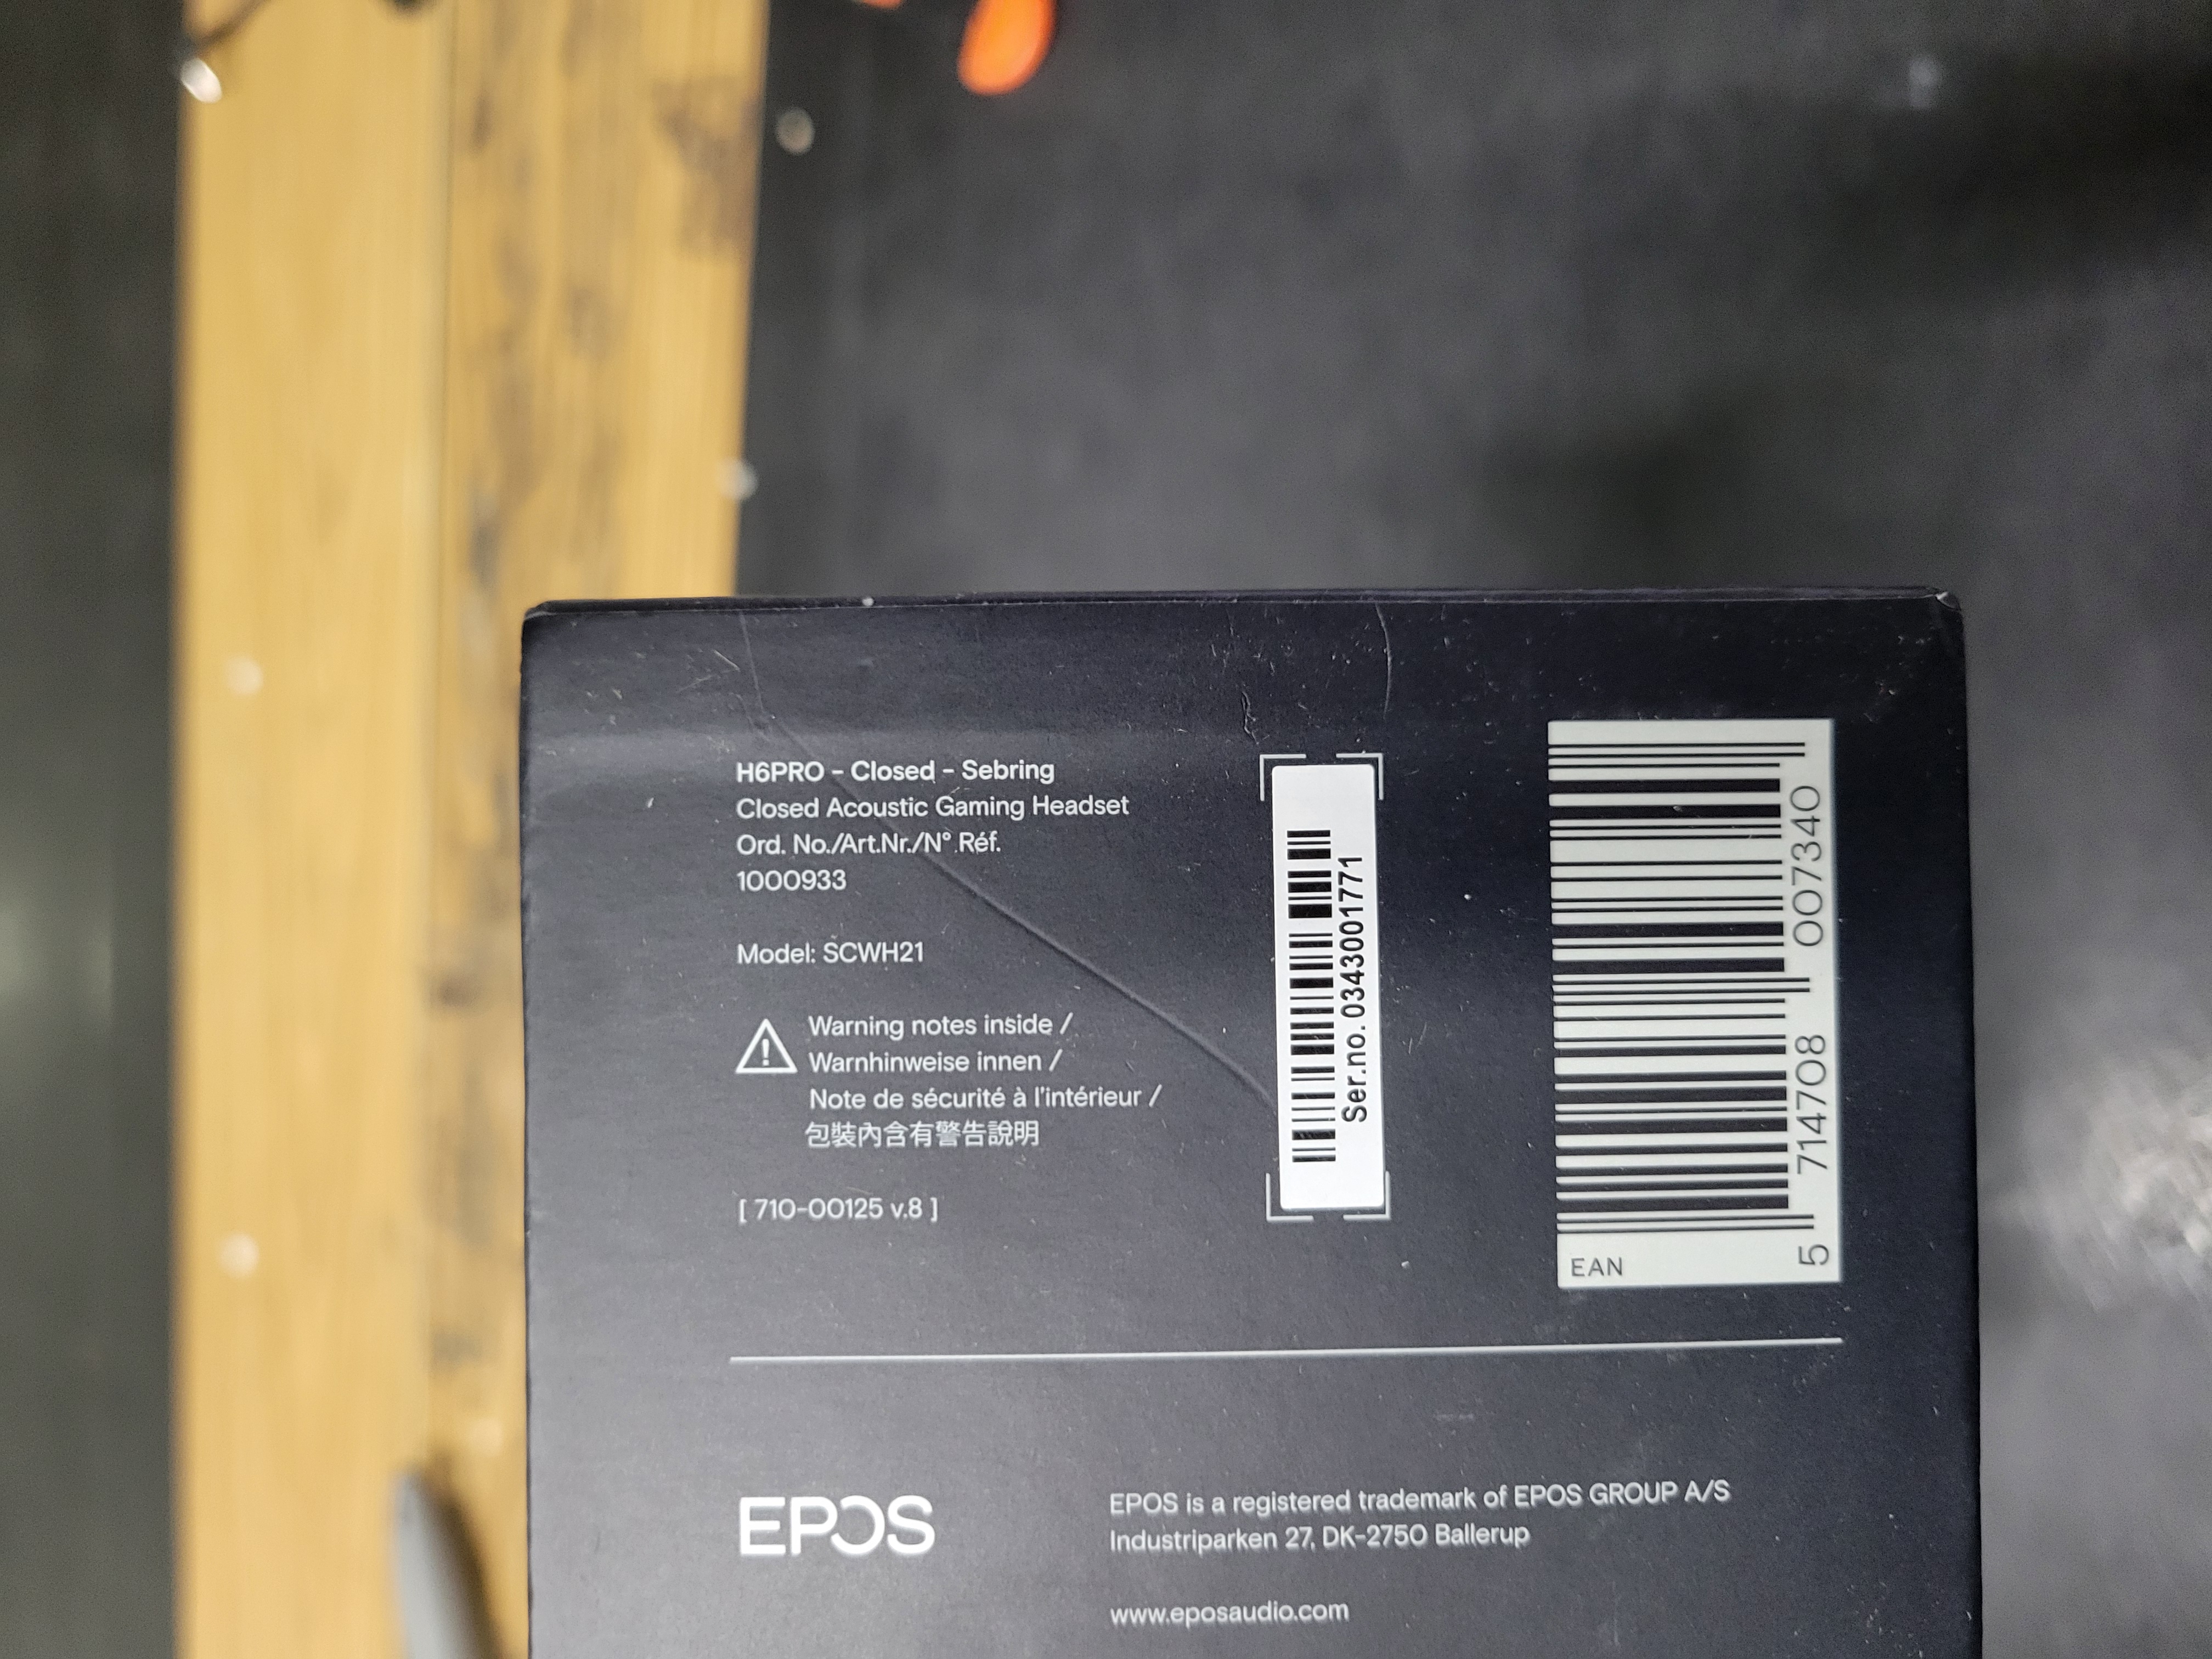 H6PRO - Closed - Sebring
Closed Acoustic Gaming Headset
Ord. No./Art.Nr./N° Réf.
1000933
Model: SCWH21
Warning notes inside /
Warnhinweise innen /
Note de sécurité à l'intérieur /
包裝內含有警告說明
[ 710-00125 v.8 ]
Ser.no. 0343001771
EAN
5 714708 007340
EPOS
EPOS is a registered trademark of EPOS GROUP A/S
Industriparken 27, DK-2750 Ballerup
www.eposaudio.com